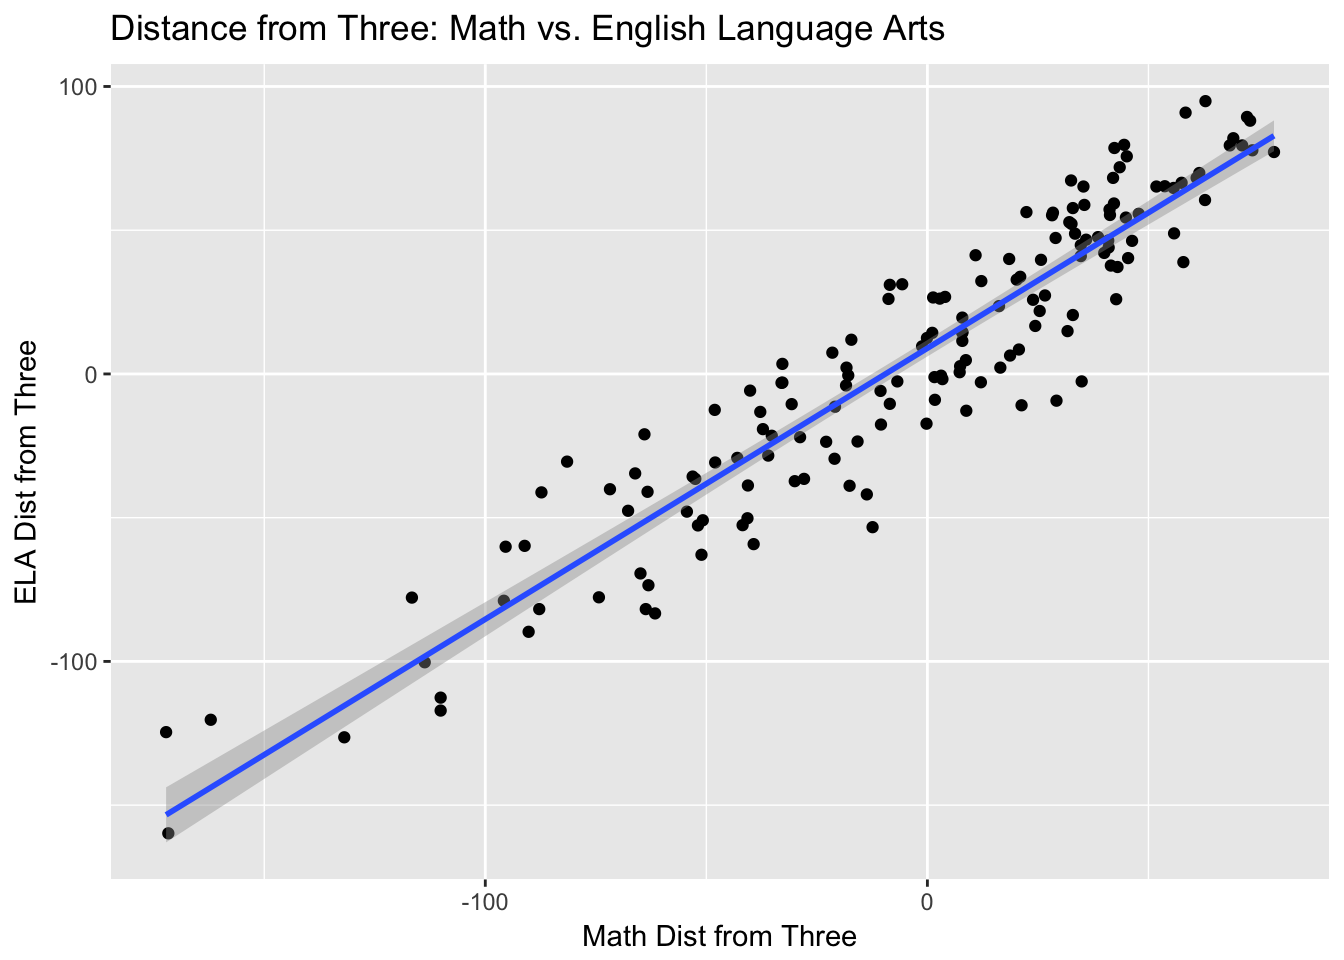 Distance from Three: Math vs. English Language Arts
100
0
-100
ELA Dist from Three
-100
0
Math Dist from Three